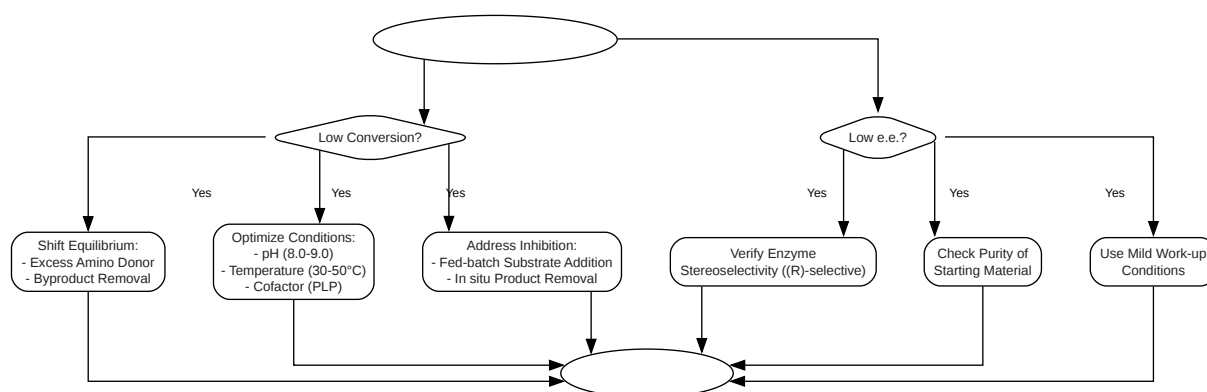 Low Conversion?
Low e.e.?
Yes
Yes
Yes
Yes
Yes
Yes
Shift Equilibrium:
- Excess Amino Donor
- Byproduct Removal
Optimize Conditions:
- pH (8.0-9.0)
- Temperature (30-50°C)
- Cofactor (PLP)
Address Inhibition:
- Fed-batch Substrate Addition
- In situ Product Removal
Verify Enzyme
Stereoselectivity ((R)-selective)
Check Purity of
Starting Material
Use Mild Work-up
Conditions